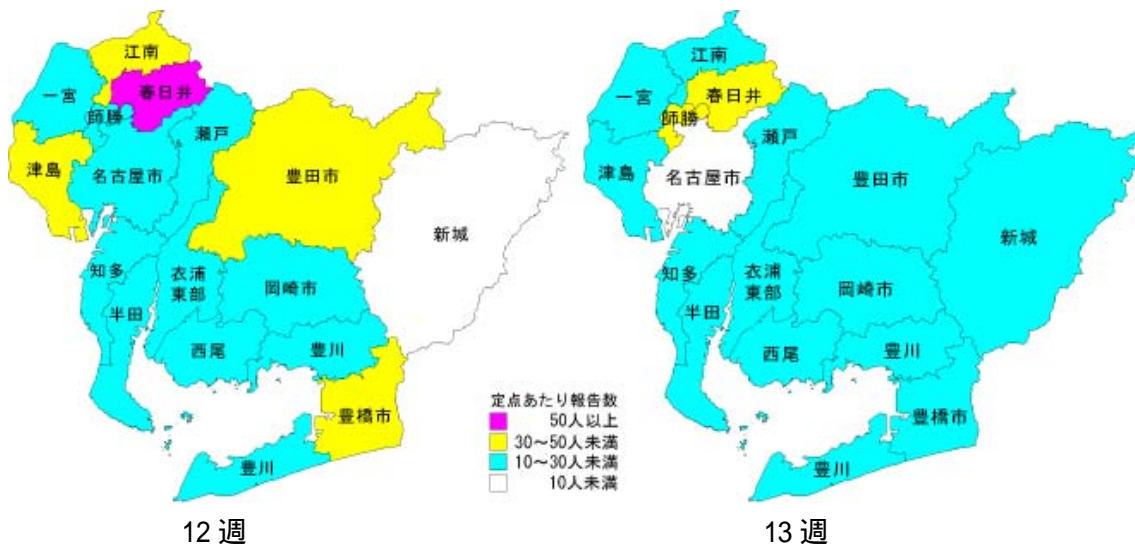 江南
一宮
春日井
師勝
瀬戸
津島
名古屋市
豊田市
新城
知多
衣浦
東部
岡崎市
半田
西尾
豊川
豊橋市
豊川
12 週
定点あたり報告数
50人以上
30～50人未満
10～30人未満
10人未満
江南
一宮
春日井
師勝
瀬戸
津島
名古屋市
豊田市
新城
知多
衣浦
東部
岡崎市
半田
西尾
豊川
豊橋市
豊川
13 週